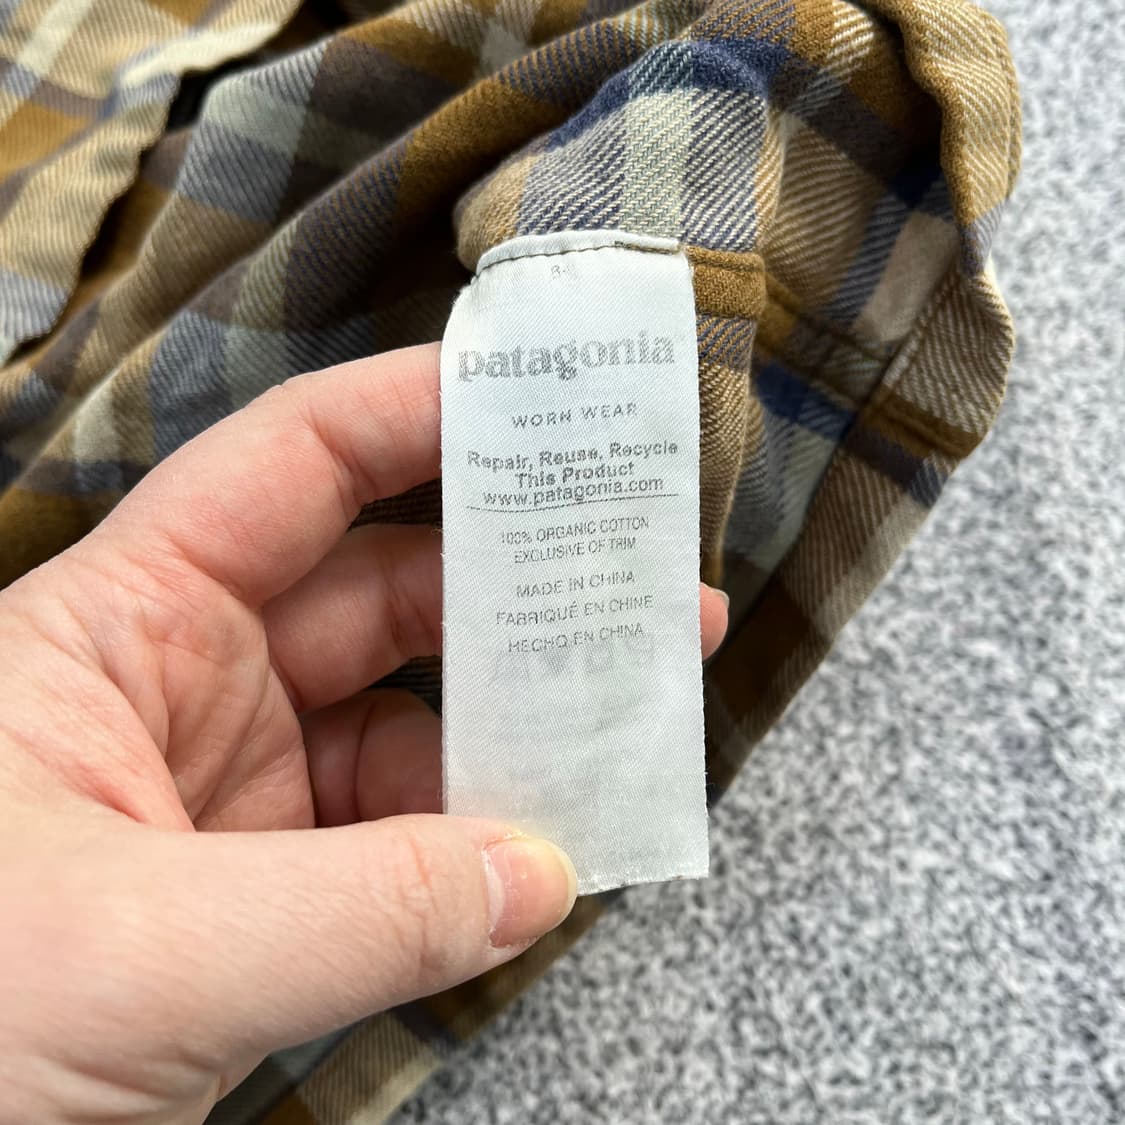 patagonia
WORN WEAR
Repair, Reuse, Recycle
This Product
www.patagonia.com
100% ORGANIC COTTON
EXCLUSIVE OF TRIM
MADE IN CHINA
FABRIQUÉ EN CHINE
HECHO EN CHINA